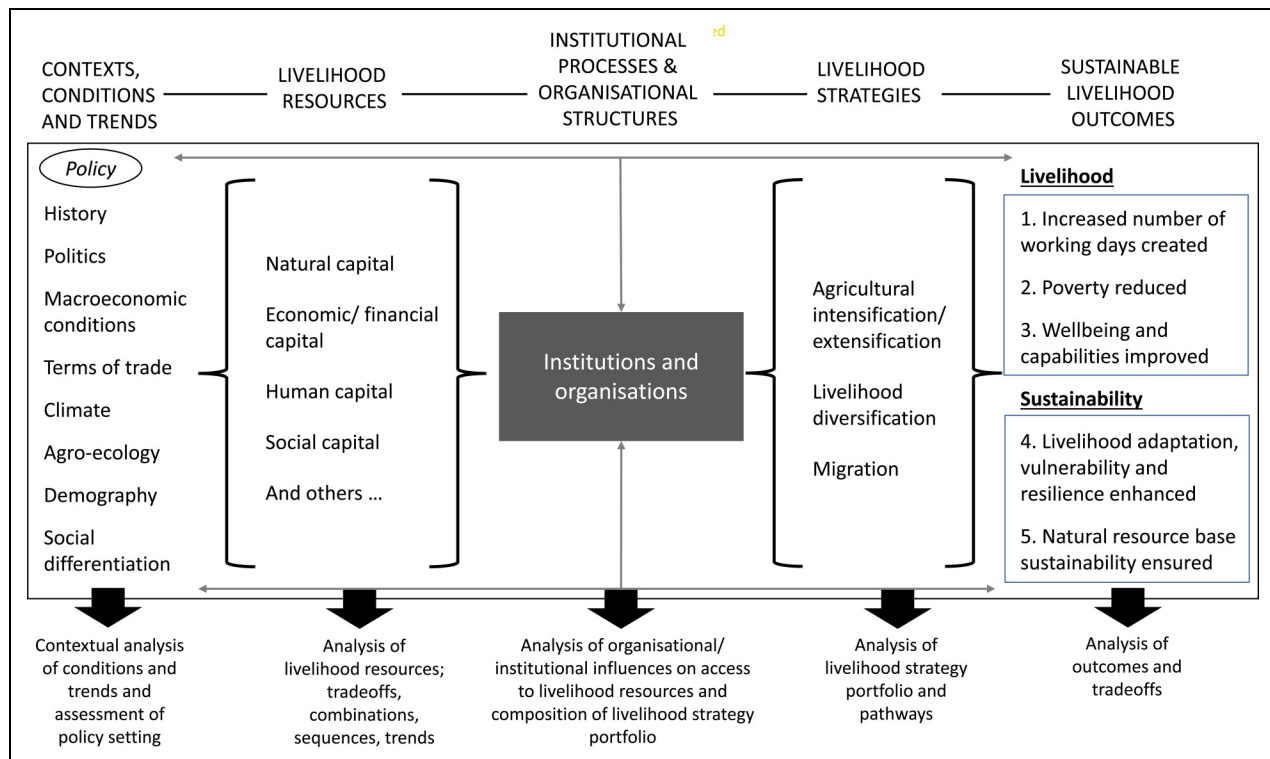 ed
CONTEXTS,
CONDITIONS
AND TRENDS
LIVELIHOOD
RESOURCES
INSTITUTIONAL
PROCESSES &
ORGANISATIONAL
STRUCTURES
LIVELIHOOD
STRATEGIES
SUSTAINABLE
LIVELIHOOD
OUTCOMES
Policy
History
Politics
Macroeconomic
conditions
Terms of trade
Climate
Agro-ecology
Demography
Social
differentiation
Natural capital
Economic/ financial
capital
Human capital
Social capital
And others ...
Institutions and
organisations
Agricultural
intensification/
extensification
Livelihood
diversification
Migration
Livelihood
1. Increased number of
working days created
2. Poverty reduced
3. Wellbeing and
capabilities improved
Sustainability
4. Livelihood adaptation,
vulnerability and
resilience enhanced
5. Natural resource base
sustainability ensured
Contextual analysis
of conditions and
trends and
assessment of
policy setting
Analysis of
livelihood resources;
tradeoffs,
combinations,
sequences, trends
Analysis of organisational/
institutional influences on access
to livelihood resources and
composition of livelihood strategy
portfolio
Analysis of
livelihood strategy
portfolio and
pathways
Analysis of
outcomes and
tradeoffs